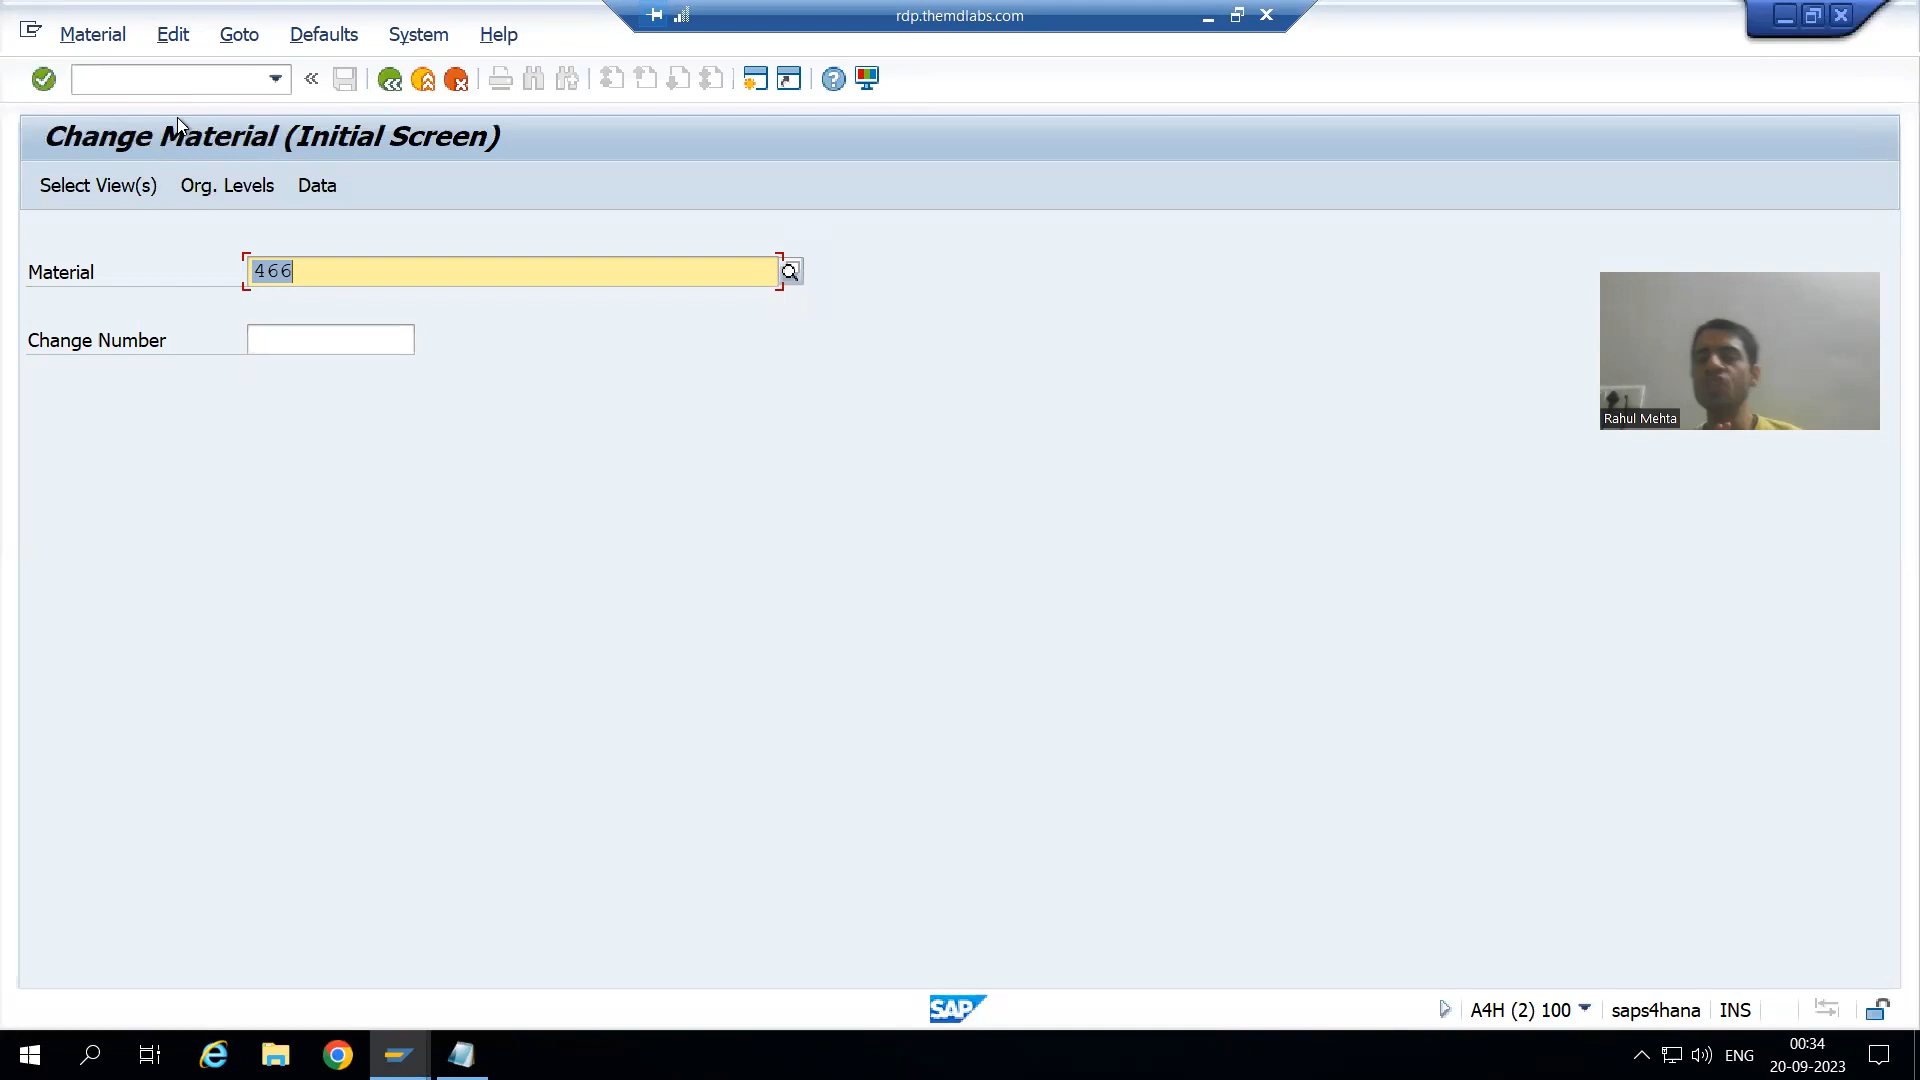 rdp.themdlabs.com
Material Edit Goto Defaults System Help
Change Material (Initial Screen)
Select View(s) Org. Levels Data
Material 466
Change Number
Rahul Mehta
SAP
A4H (2) 100 saps4hana INS
ENG
00:34
20-09-2023